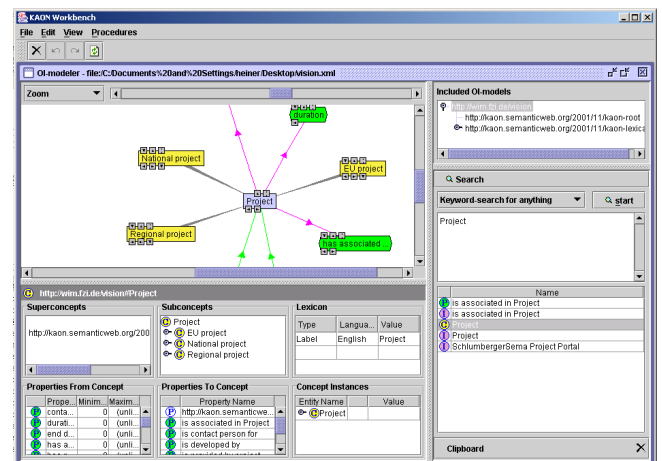 KAON Workbench
File Edit View Procedures
OI-modeler - file:/C:/Documents%20and%20Settings/heiner/Desktop/vision.xml
Zoom
duration
National project
EU project
Project
Regional project
has associated ...
Included OI-models
http://wim.fzi.de/vision
http://kaon.semanticweb.org/2001/11/kaon-root
http://kaon.semanticweb.org/2001/11/kaon-lexica
Search
Keyword-search for anything
start
Project
Name
is associated in Project
is associated in Project
Project
Project
SchlumbergerSema Project Portal
Clipboard
http://wim.fzi.de/vision#Project
Superconcepts
http://kaon.semanticweb.org/200
Subconcepts
Project
EU project
National project
Regional project
Lexicon
Type Langua... Value
Label English Project
Properties From Concept
Prope... Minim... Maxim...
conta... 0 (unli...
durati... 0 (unli...
end d... 0 (unli...
has a... 0 (unli...
Properties To Concept
Property Name
http://kaon.semanticwe...
is associated in Project
is contact person for
is developed by
is provided by project
Concept Instances
Entity Name Value
Project